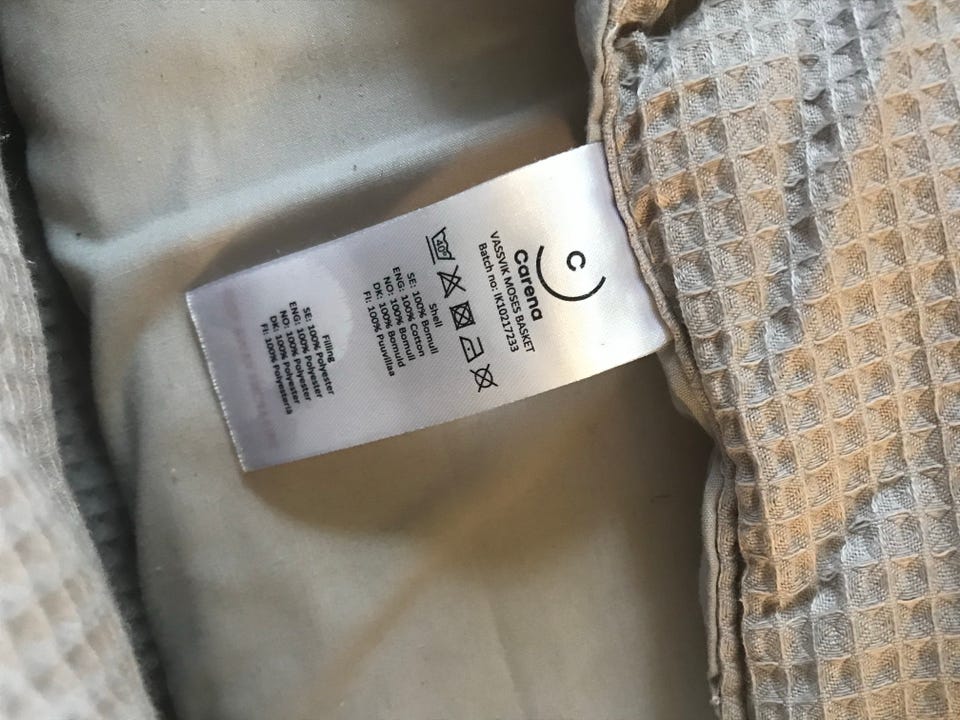 C
carena
VASSVIK MOSES BASKET
Batch no: IK10217233
40°
Shell
SE: 100% Bomull
ENG: 100% Cotton
NO: 100% Bomull
DK: 100% Bomuld
FI: 100% Puuvillaa
Filling
SE: 100% Polyester
ENG: 100% Polyester
NO: 100% Polyester
DK: 100% Polyester
FI: 100% Polyesteria